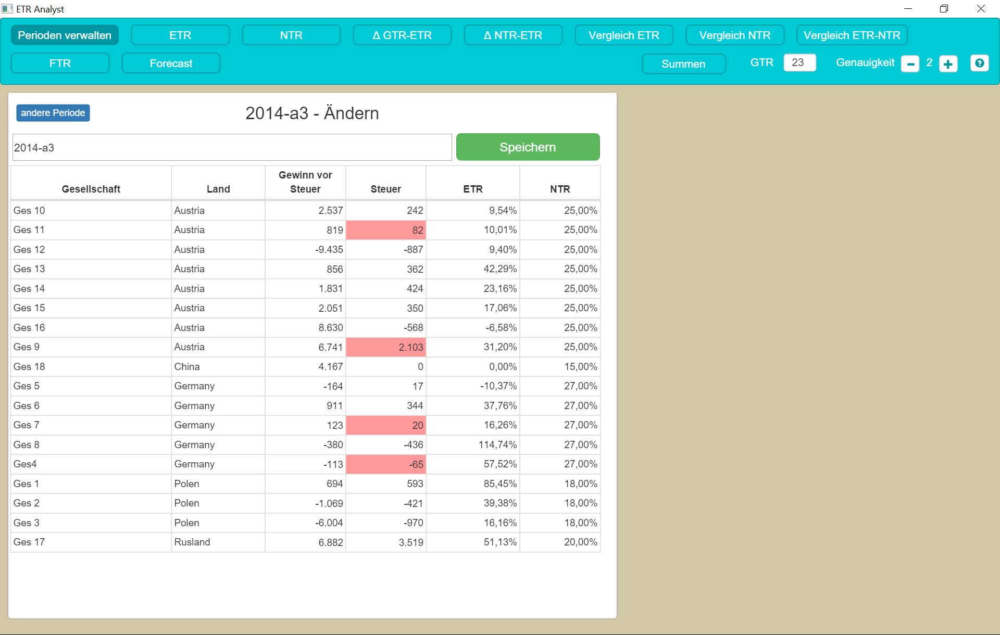 ETR Analyst
Perioden verwalten ETR NTR Δ GTR-ETR Δ NTR-ETR Vergleich ETR Vergleich NTR Vergleich ETR-NTR
FTR Forecast Summen GTR 23 Genauigkeit - 2 + ?
andere Periode 2014-a3 - Ändern
2014-a3 Speichern
Gesellschaft Land Gewinn vor Steuer Steuer ETR NTR
Ges 10 Austria 2.537 242 9,54% 25,00%
Ges 11 Austria 819 82 10,01% 25,00%
Ges 12 Austria -9.435 -887 9,40% 25,00%
Ges 13 Austria 856 362 42,29% 25,00%
Ges 14 Austria 1.831 424 23,16% 25,00%
Ges 15 Austria 2.051 350 17,06% 25,00%
Ges 16 Austria 8.630 -568 -6,58% 25,00%
Ges 9 Austria 6.741 2.103 31,20% 25,00%
Ges 18 China 4.167 0 0,00% 15,00%
Ges 5 Germany -164 17 -10,37% 27,00%
Ges 6 Germany 911 344 37,76% 27,00%
Ges 7 Germany 123 20 16,26% 27,00%
Ges 8 Germany -380 -436 114,74% 27,00%
Ges4 Germany -113 -65 57,52% 27,00%
Ges 1 Polen 694 593 85,45% 18,00%
Ges 2 Polen -1.069 -421 39,38% 18,00%
Ges 3 Polen -6.004 -970 16,16% 18,00%
Ges 17 Rusland 6.882 3.519 51,13% 20,00%